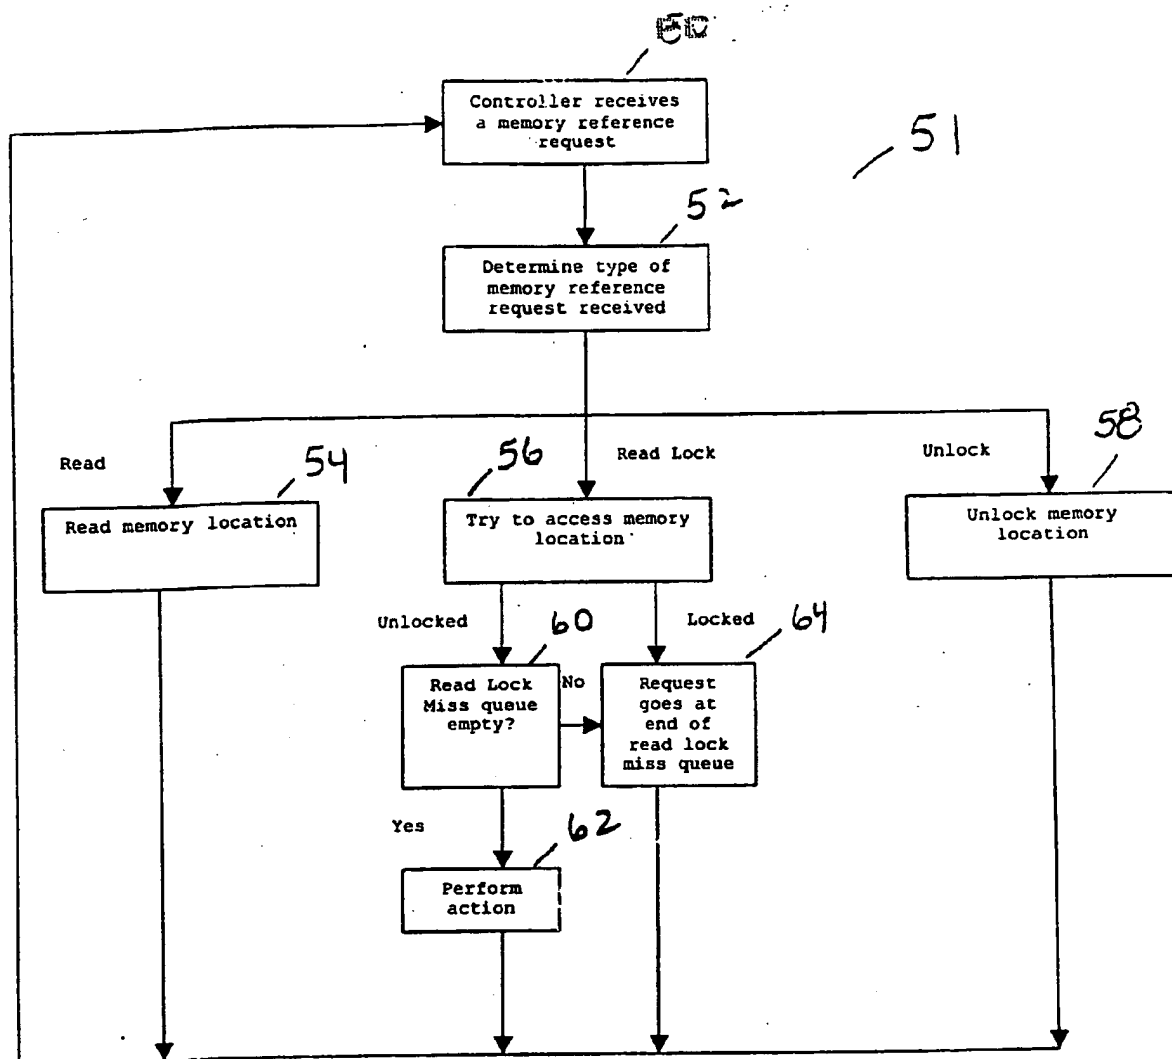 Controller receives
a memory reference
request
51
52
Determine type of
memory reference
request received
Read
54
56
Read Lock
Unlock
58
Read memory location
Try to access memory
location
Unlock memory
location
Unlocked
60
Locked
64
Read Lock
Miss queue
empty?
No
Request
goes at
end of
read lock
miss queue
Yes
62
Perform
action